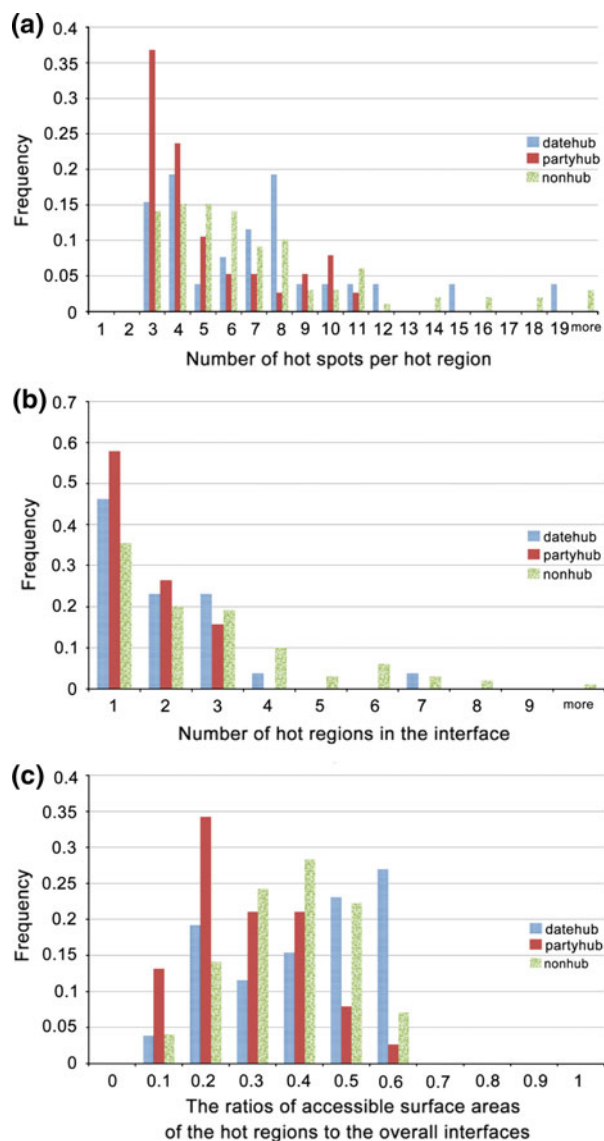 (a)
0.4
0.35
0.3
0.25
0.2
0.15
0.1
0.05
0
Frequency
datehub
partyhub
nonhub
1 2 3 4 5 6 7 8 9 10 11 12 13 14 15 16 17 18 19 more
Number of hot spots per hot region
(b)
0.7
0.6
0.5
0.4
0.3
0.2
0.1
0
Frequency
datehub
partyhub
nonhub
1 2 3 4 5 6 7 8 9 more
Number of hot regions in the interface
(c)
0.4
0.35
0.3
0.25
0.2
0.15
0.1
0.05
0
Frequency
datehub
partyhub
nonhub
0 0.1 0.2 0.3 0.4 0.5 0.6 0.7 0.8 0.9 1
The ratios of accessible surface areas
of the hot regions to the overall interfaces